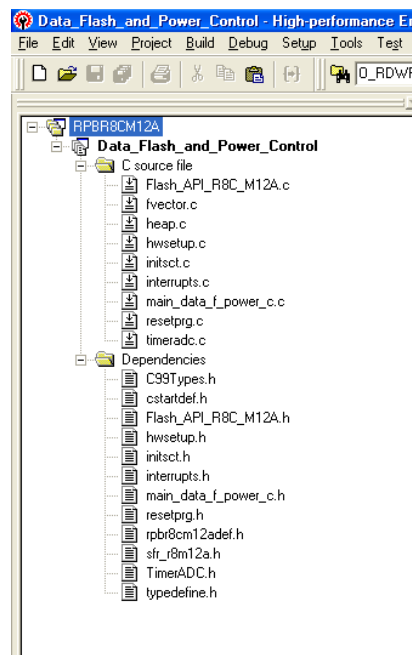 Data_Flash_and_Power_Control - High-performance Em
File Edit View Project Build Debug Setup Tools Test
O_RDWR
RPBR8CM12A
Data_Flash_and_Power_Control
C source file
Flash_API_R8C_M12A.c
fvector.c
heap.c
hwsetup.c
initsct.c
interrupts.c
main_data_f_power_c.c
resetprg.c
timeradc.c
Dependencies
C99Types.h
cstartdef.h
Flash_API_R8C_M12A.h
hwsetup.h
initsct.h
interrupts.h
main_data_f_power_c.h
resetprg.h
rpbr8cm12adef.h
sfr_r8m12a.h
TimerADC.h
typedefine.h